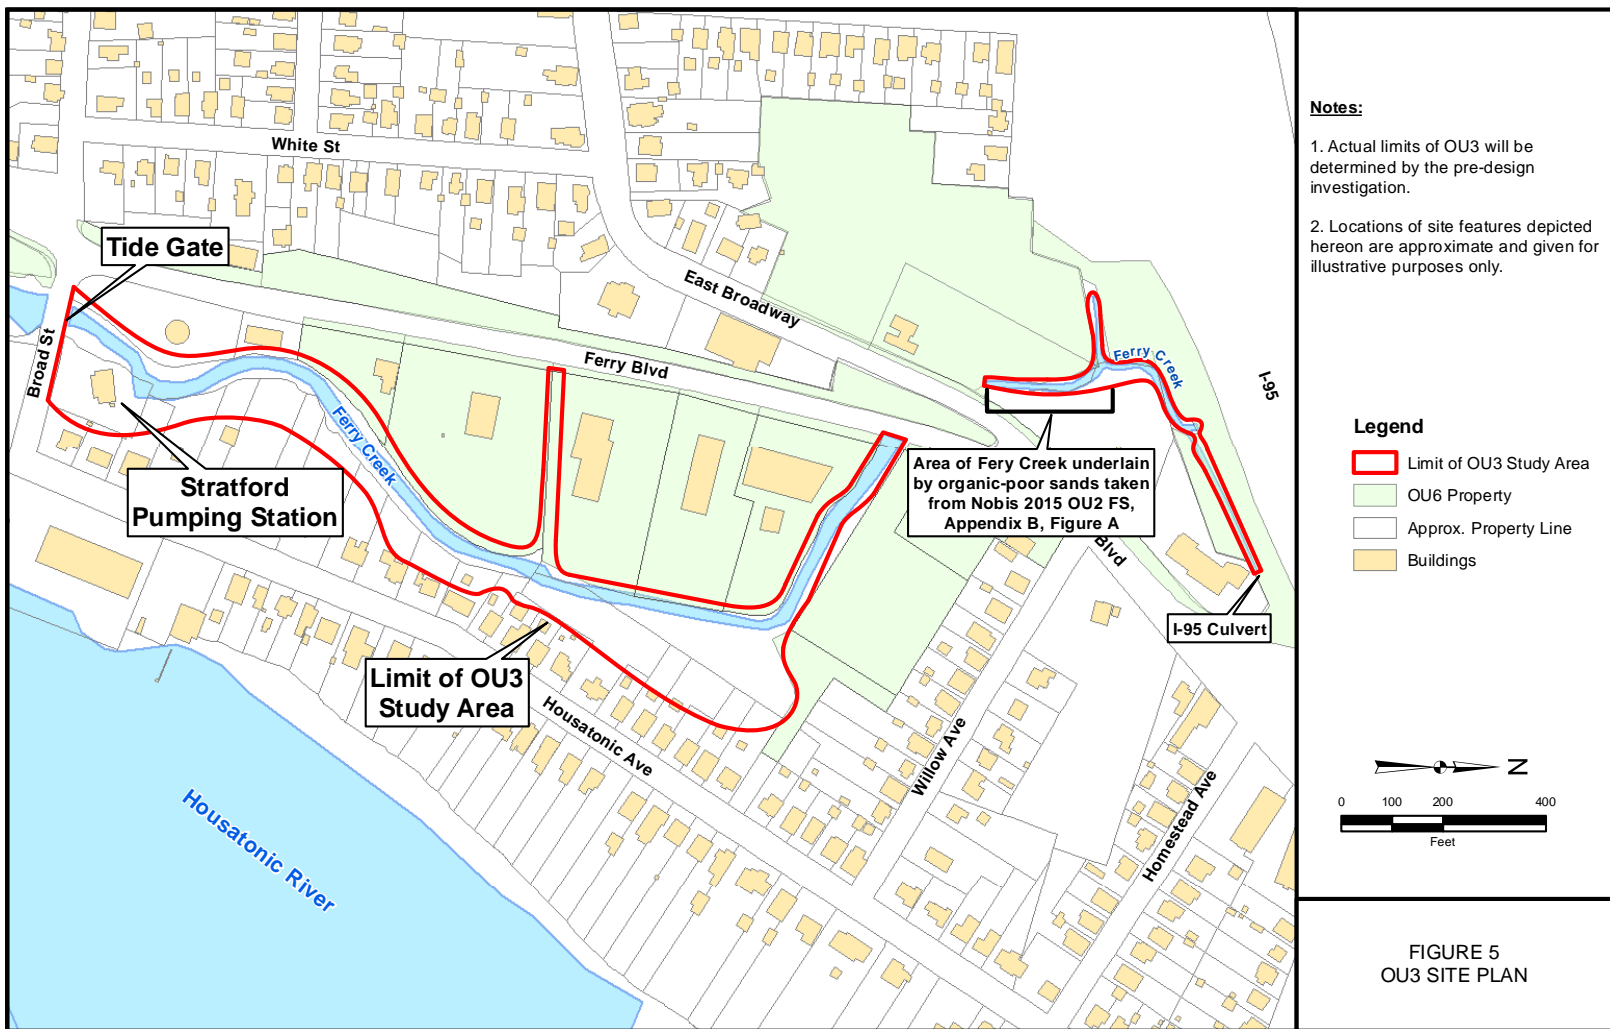 White St
Tide Gate
East Broadway
Broad St
Ferry Blvd
Ferry Creek
Ferry Creek
I-95
Stratford
Pumping Station
Area of Fery Creek underlain
by organic-poor sands taken
from Nobis 2015 OU2 FS,
Appendix B, Figure A
Blvd
I-95 Culvert
Limit of OU3
Study Area
Housatonic Ave
Willow Ave
Homestead Ave
Housatonic River
Notes:
1. Actual limits of OU3 will be
determined by the pre-design
investigation.
2. Locations of site features depicted
hereon are approximate and given for
illustrative purposes only.
Legend
Limit of OU3 Study Area
OU6 Property
Approx. Property Line
Buildings
N
0 100 200 400
Feet
FIGURE 5
OU3 SITE PLAN